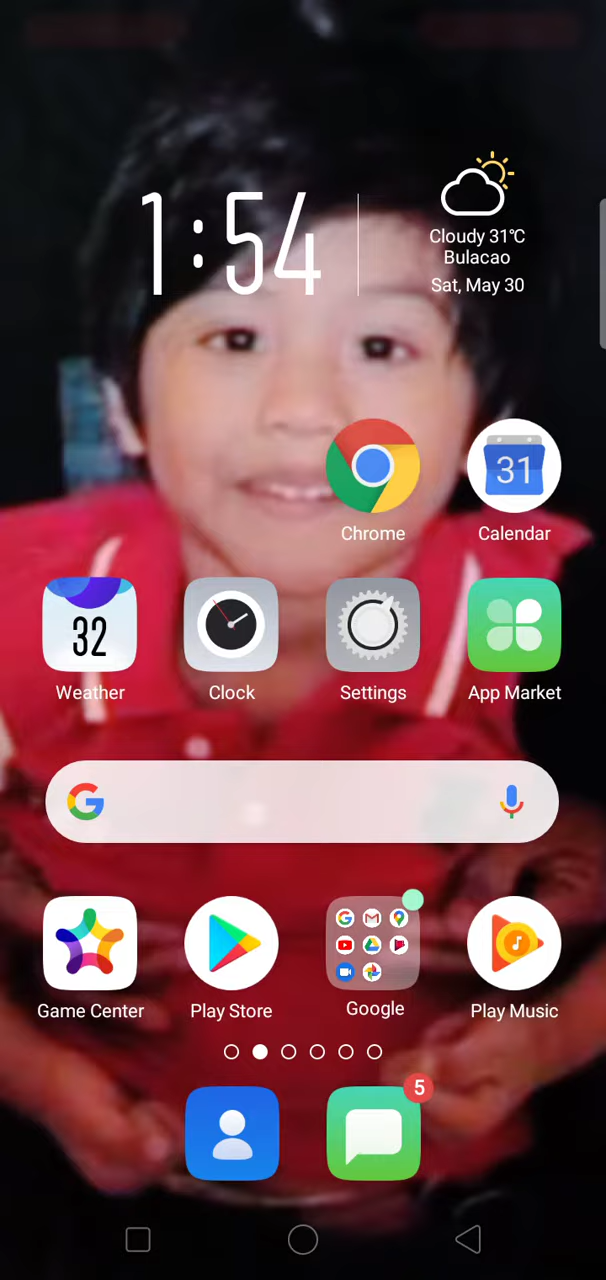 1:54
Cloudy 31℃
Bulacao
Sat, May 30
31
Chrome
Calendar
32
Weather
Clock
Settings
App Market
G
Game Center
Play Store
Google
Play Music
5